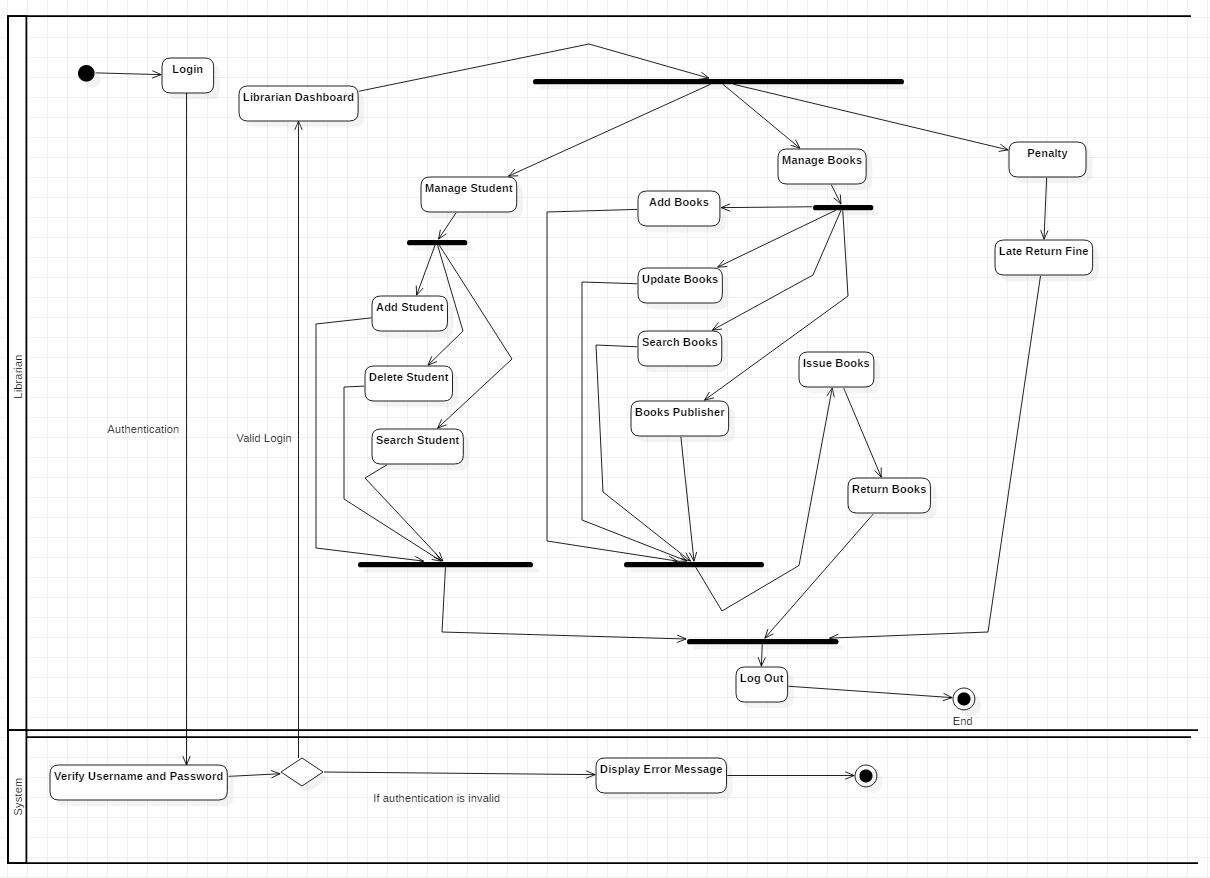 Login
Librarian Dashboard
Manage Books
Penalty
Manage Student
Add Books
Late Return Fine
Update Books
Add Student
Search Books
Issue Books
Delete Student
Books Publisher
Librarian
Authentication
Valid Login
Search Student
Return Books
Log Out
End
System
Verify Username and Password
Display Error Message
If authentication is invalid